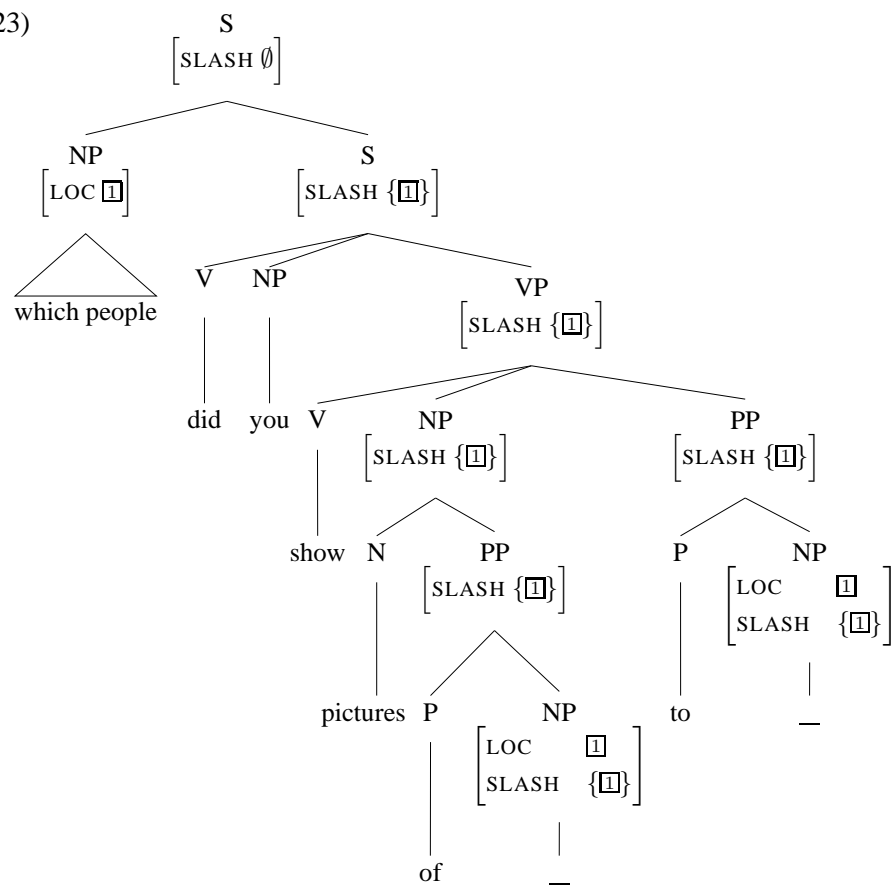 23) S
[SLASH ∅]
NP S
[LOC 1] [SLASH {1}]
V NP VP
which people [SLASH {1}]
did you V NP PP
[SLASH {1}] [SLASH {1}]
show N PP P NP
[SLASH {1}] [LOC 1
SLASH {1}]
pictures P NP to __
[LOC 1
SLASH {1}]
of __